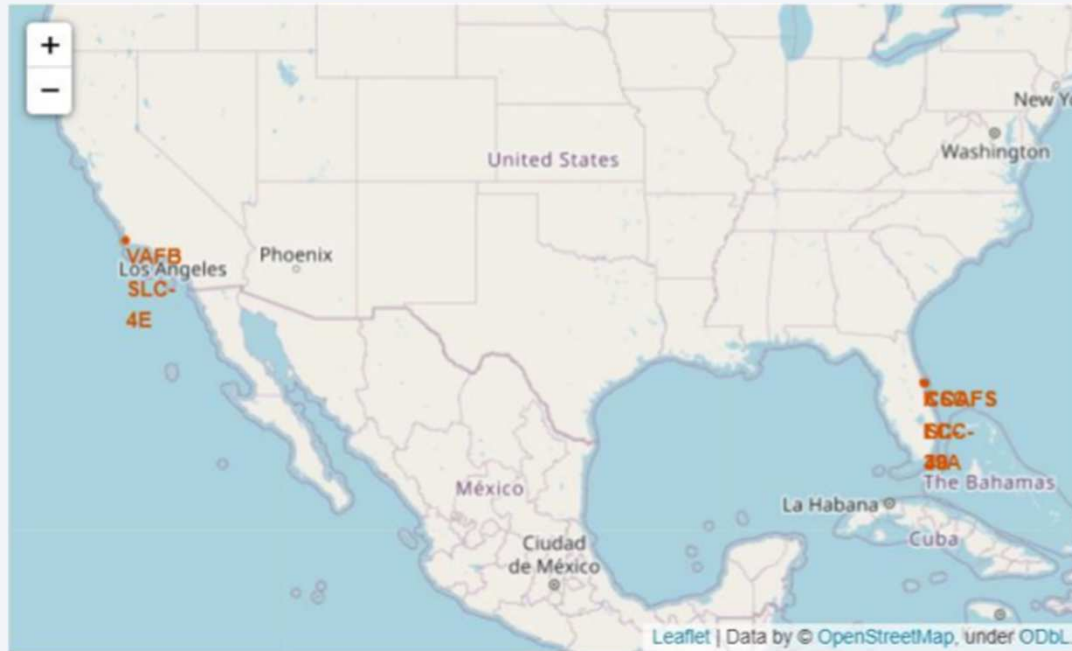 +
−
United States
New Yo
Washington
VAFB
Los Angeles
SLC-
4E
Phoenix
México
The Bahamas
La Habana
Cuba
Ciudad
de México
Leaflet | Data by © OpenStreetMap, under ODbL.